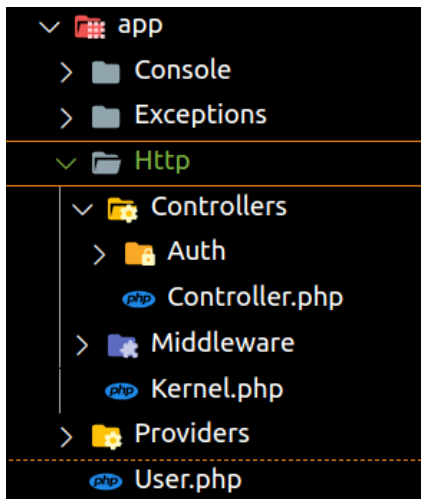 app
Console
Exceptions
Http
Controllers
Auth
php Controller.php
Middleware
php Kernel.php
Providers
php User.php